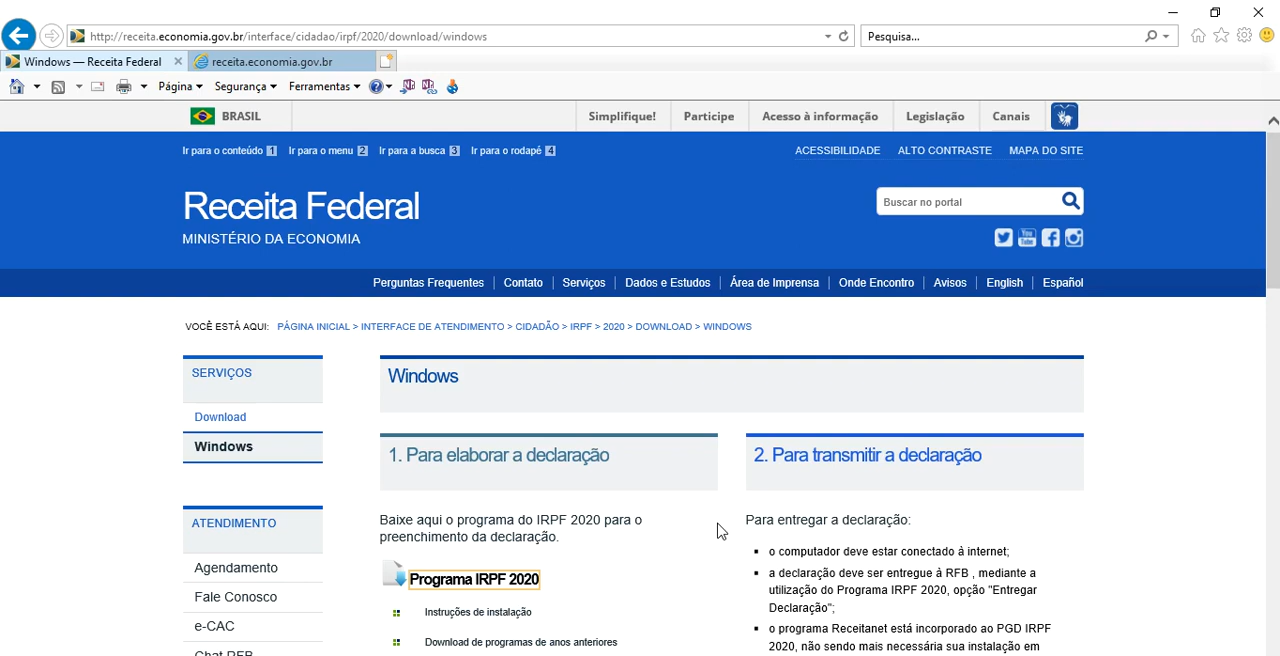 http://receita.economia.gov.br/interface/cidadao/irpf/2020/download/windows
Pesquisa...
Windows — Receita Federal
receita.economia.gov.br
Página
Segurança
Ferramentas
BRASIL
Simplifique!
Participe
Acesso à informação
Legislação
Canais
Ir para o conteúdo 1
Ir para o menu 2
Ir para a busca 3
Ir para o rodapé 4
ACESSIBILIDADE
ALTO CONTRASTE
MAPA DO SITE
Receita Federal
MINISTÉRIO DA ECONOMIA
Buscar no portal
Perguntas Frequentes
Contato
Serviços
Dados e Estudos
Área de Imprensa
Onde Encontro
Avisos
English
Español
VOCÊ ESTÁ AQUI: PÁGINA INICIAL > INTERFACE DE ATENDIMENTO > CIDADÃO > IRPF > 2020 > DOWNLOAD > WINDOWS
SERVIÇOS
Download
Windows
ATENDIMENTO
Agendamento
Fale Conosco
e-CAC
Chat RFB
Windows
1. Para elaborar a declaração
Baixe aqui o programa do IRPF 2020 para o
preenchimento da declaração.
Programa IRPF 2020
Instruções de instalação
Download de programas de anos anteriores
2. Para transmitir a declaração
Para entregar a declaração:
o computador deve estar conectado à internet;
a declaração deve ser entregue à RFB , mediante a
utilização do Programa IRPF 2020, opção "Entregar
Declaração";
o programa Receitanet está incorporado ao PGD IRPF
2020, não sendo mais necessária sua instalação em